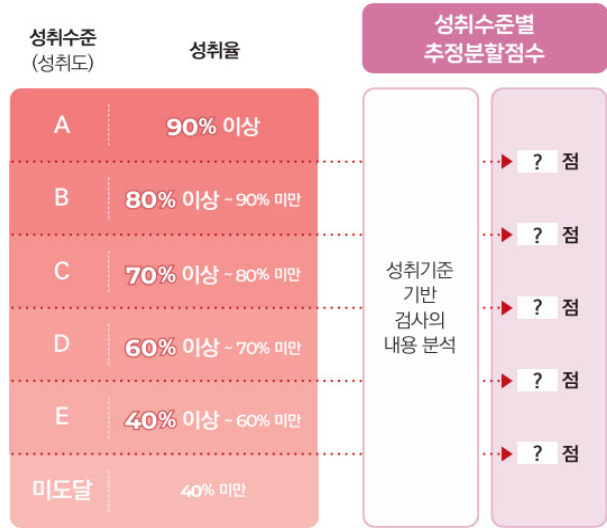 성취수준
(성취도)
성취율
성취수준별
추정분할점수
A 90% 이상
? 점
B 80% 이상 ~ 90% 미만
? 점
C 70% 이상 ~ 80% 미만
? 점
D 60% 이상 ~ 70% 미만
? 점
E 40% 이상 ~ 60% 미만
? 점
미도달 40% 미만
성취기준
기반
검사의
내용 분석